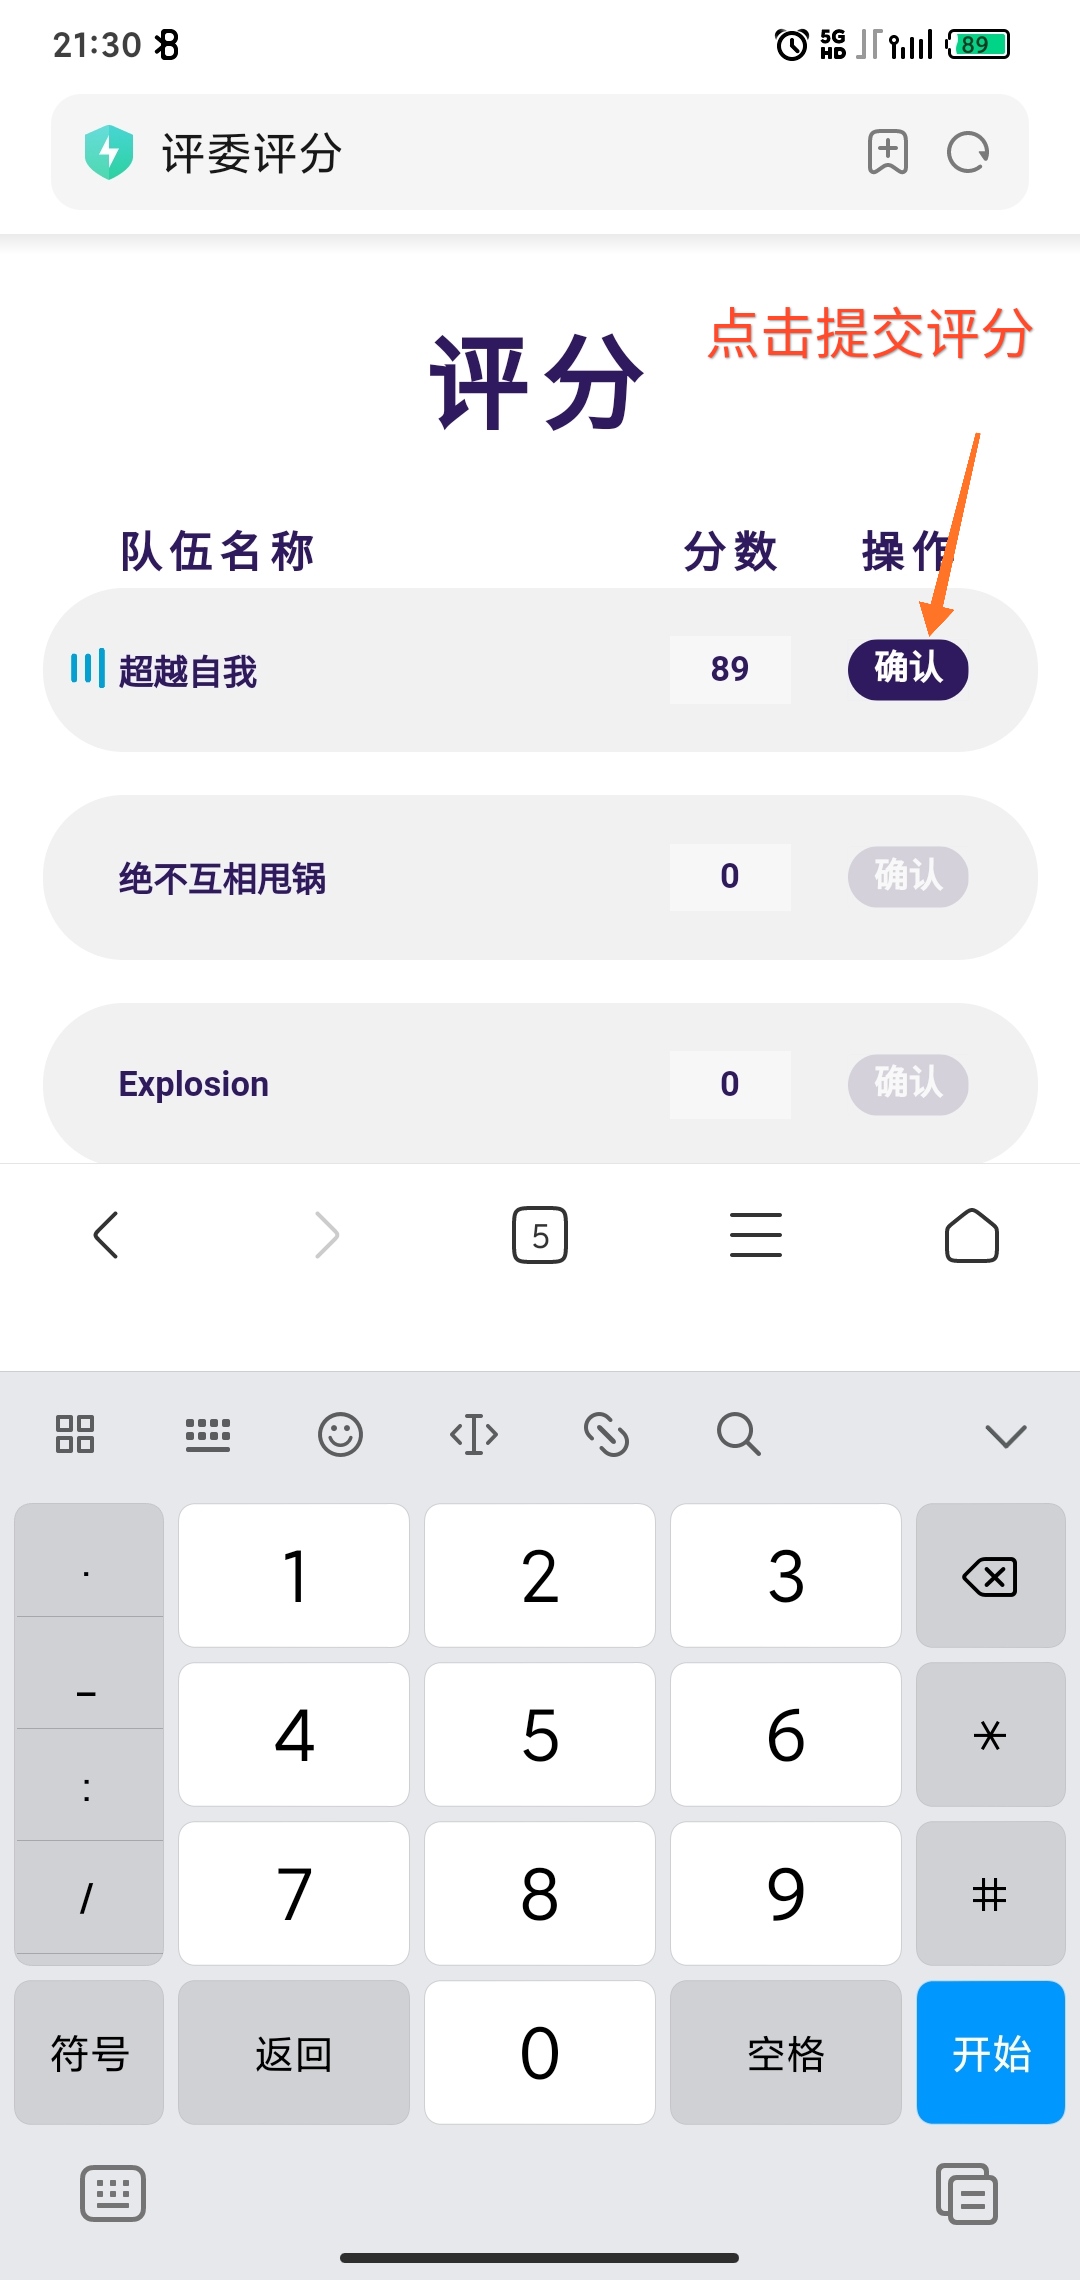 21:30
5G HD 89
评委评分
点击提交评分
评分
队伍名称 分数 操作
超越自我 89 确认
绝不互相甩锅 0 确认
Explosion 0 确认
5
. 1 2 3
- 4 5 6 *
: 
/ 7 8 9 #
符号 返回 0 空格 开始